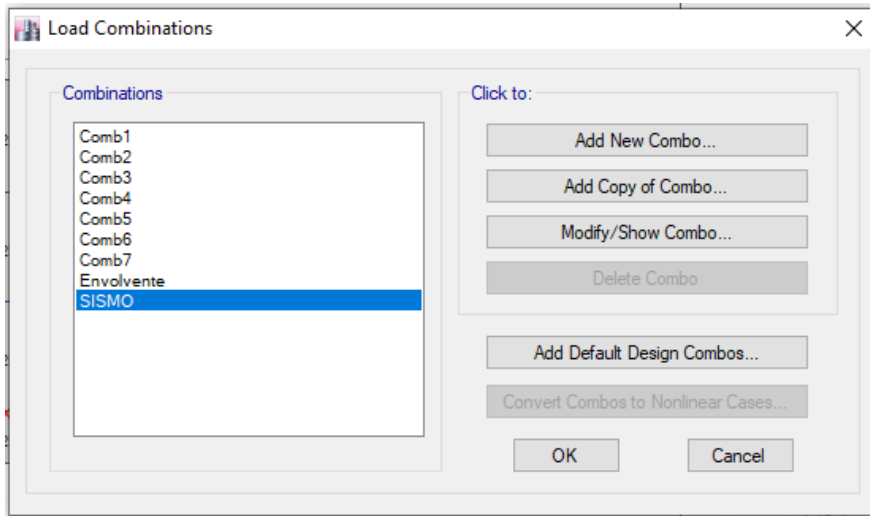 Load Combinations
Combinations
Comb1
Comb2
Comb3
Comb4
Comb5
Comb6
Comb7
Envolvente
SISMO
Click to:
Add New Combo...
Add Copy of Combo...
Modify/Show Combo...
Delete Combo
Add Default Design Combos...
Convert Combos to Nonlinear Cases...
OK
Cancel